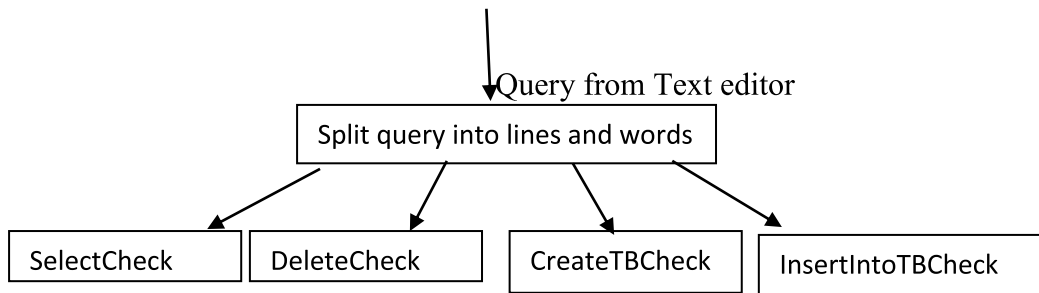 Query from Text editor
Split query into lines and words
SelectCheck
DeleteCheck
CreateTBCheck
InsertIntoTBCheck